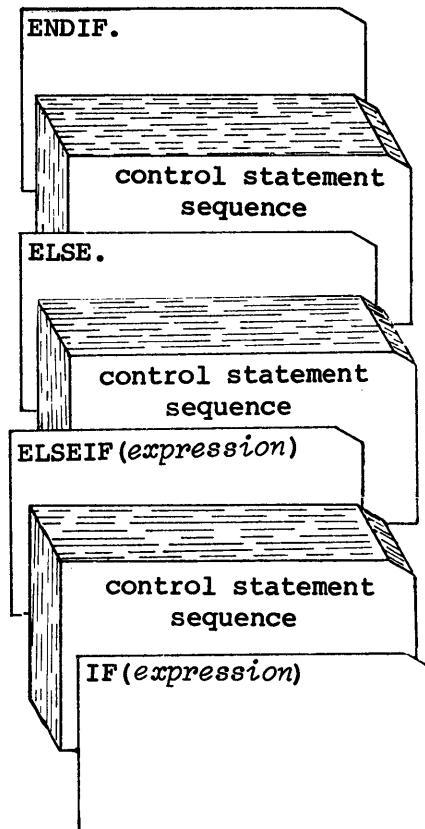 ENDIF.
control statement
sequence
ELSE.
control statement
sequence
ELSEIF(expression)
control statement
sequence
IF(expression)